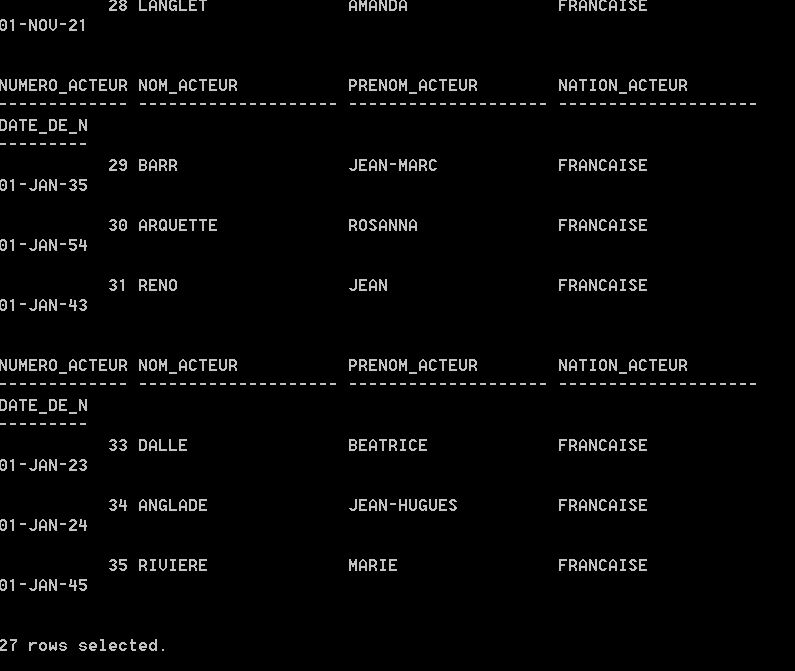 28 LANGLET AMANDA FRANCAISE
01-NOV-21
NUMERO_ACTEUR NOM_ACTEUR PRENOM_ACTEUR NATION_ACTEUR
------------- -------------------- -------------------- --------------------
DATE_DE_N
---------
29 BARR JEAN-MARC FRANCAISE
01-JAN-35
30 ARQUETTE ROSANNA FRANCAISE
01-JAN-54
31 RENO JEAN FRANCAISE
01-JAN-43
NUMERO_ACTEUR NOM_ACTEUR PRENOM_ACTEUR NATION_ACTEUR
------------- -------------------- -------------------- --------------------
DATE_DE_N
---------
33 DALLE BEATRICE FRANCAISE
01-JAN-23
34 ANGLADE JEAN-HUGUES FRANCAISE
01-JAN-24
35 RIVIERE MARIE FRANCAISE
01-JAN-45
27 rows selected.